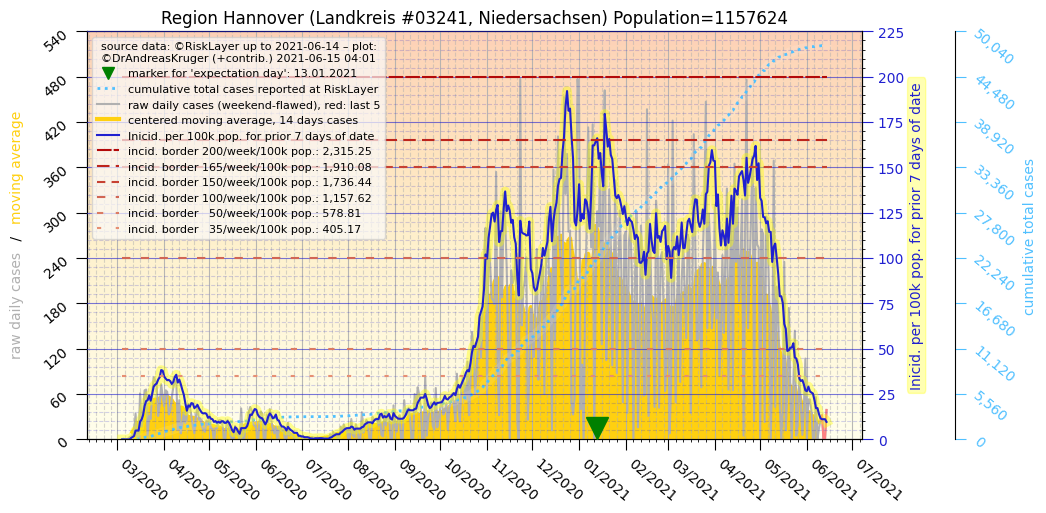 Region Hannover (Landkreis #03241, Niedersachsen) Population=1157624
source data: ©RiskLayer up to 2021-06-14 – plot:
©DrAndreasKruger (+contrib.) 2021-06-15 04:01
marker for 'expectation day': 13.01.2021
cumulative total cases reported at RiskLayer
raw daily cases (weekend-flawed), red: last 5
centered moving average, 14 days cases
Inicid. per 100k pop. for prior 7 days of date
incid. border 200/week/100k pop.: 2,315.25
incid. border 165/week/100k pop.: 1,910.08
incid. border 150/week/100k pop.: 1,736.44
incid. border 100/week/100k pop.: 1,157.62
incid. border   50/week/100k pop.: 578.81
incid. border   35/week/100k pop.: 405.17
raw daily cases / moving average
540
480
420
360
300
240
180
120
60
0
03/2020
04/2020
05/2020
06/2020
07/2020
08/2020
09/2020
10/2020
11/2020
12/2020
01/2021
02/2021
03/2021
04/2021
05/2021
06/2021
07/2021
225
200
175
150
125
100
75
50
25
0
Inicid. per 100k pop. for prior 7 days of date
50,040
44,480
38,920
33,360
27,800
22,240
16,680
11,120
5,560
0
cumulative total cases